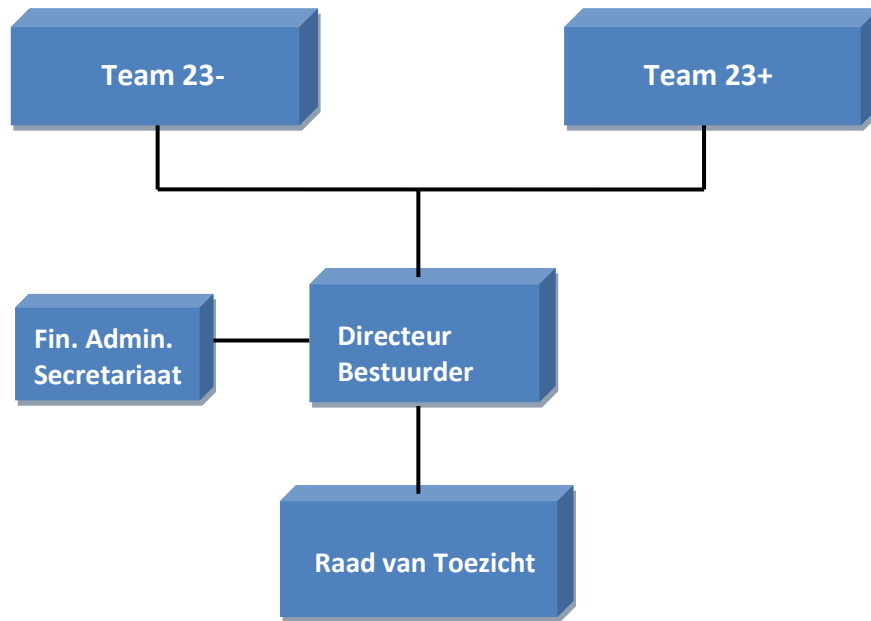 Team 23-
Team 23+
Fin. Admin.
Secretariaat
Directeur
Bestuurder
Raad van Toezicht